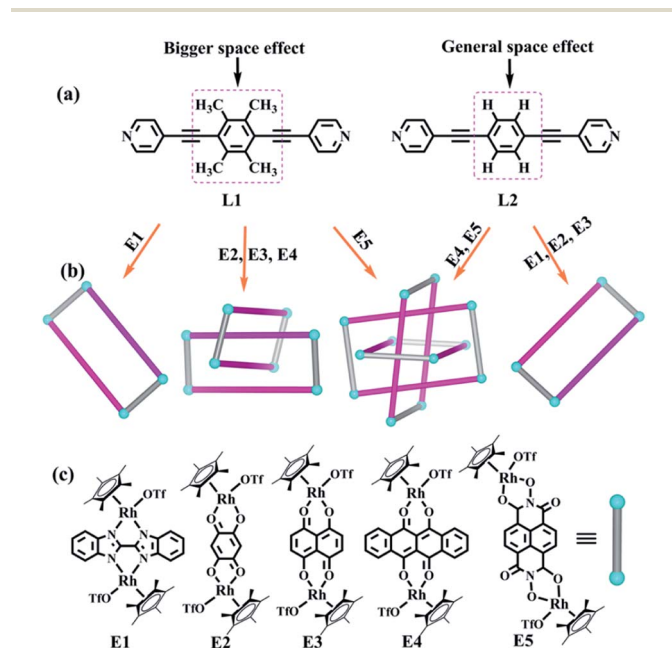 Bigger space effect
General space effect
(a)
H₃C
CH₃
H
H
N
N
N
N
H₃C
CH₃
H
H
L1
L2
E1
E2, E3, E4
E5
E4, E5
E1, E2, E3
(b)
(c)
OTf
Rh
N
N
N
N
Rh
TfO
E1
OTf
Rh
O
O
O
O
Rh
TfO
E2
OTf
Rh
O
O
O
O
Rh
TfO
E3
OTf
Rh
O
O
O
O
Rh
TfO
E4
OTf
Rh
O
O
N
O
O
N
O
O
Rh
TfO
E5
≡